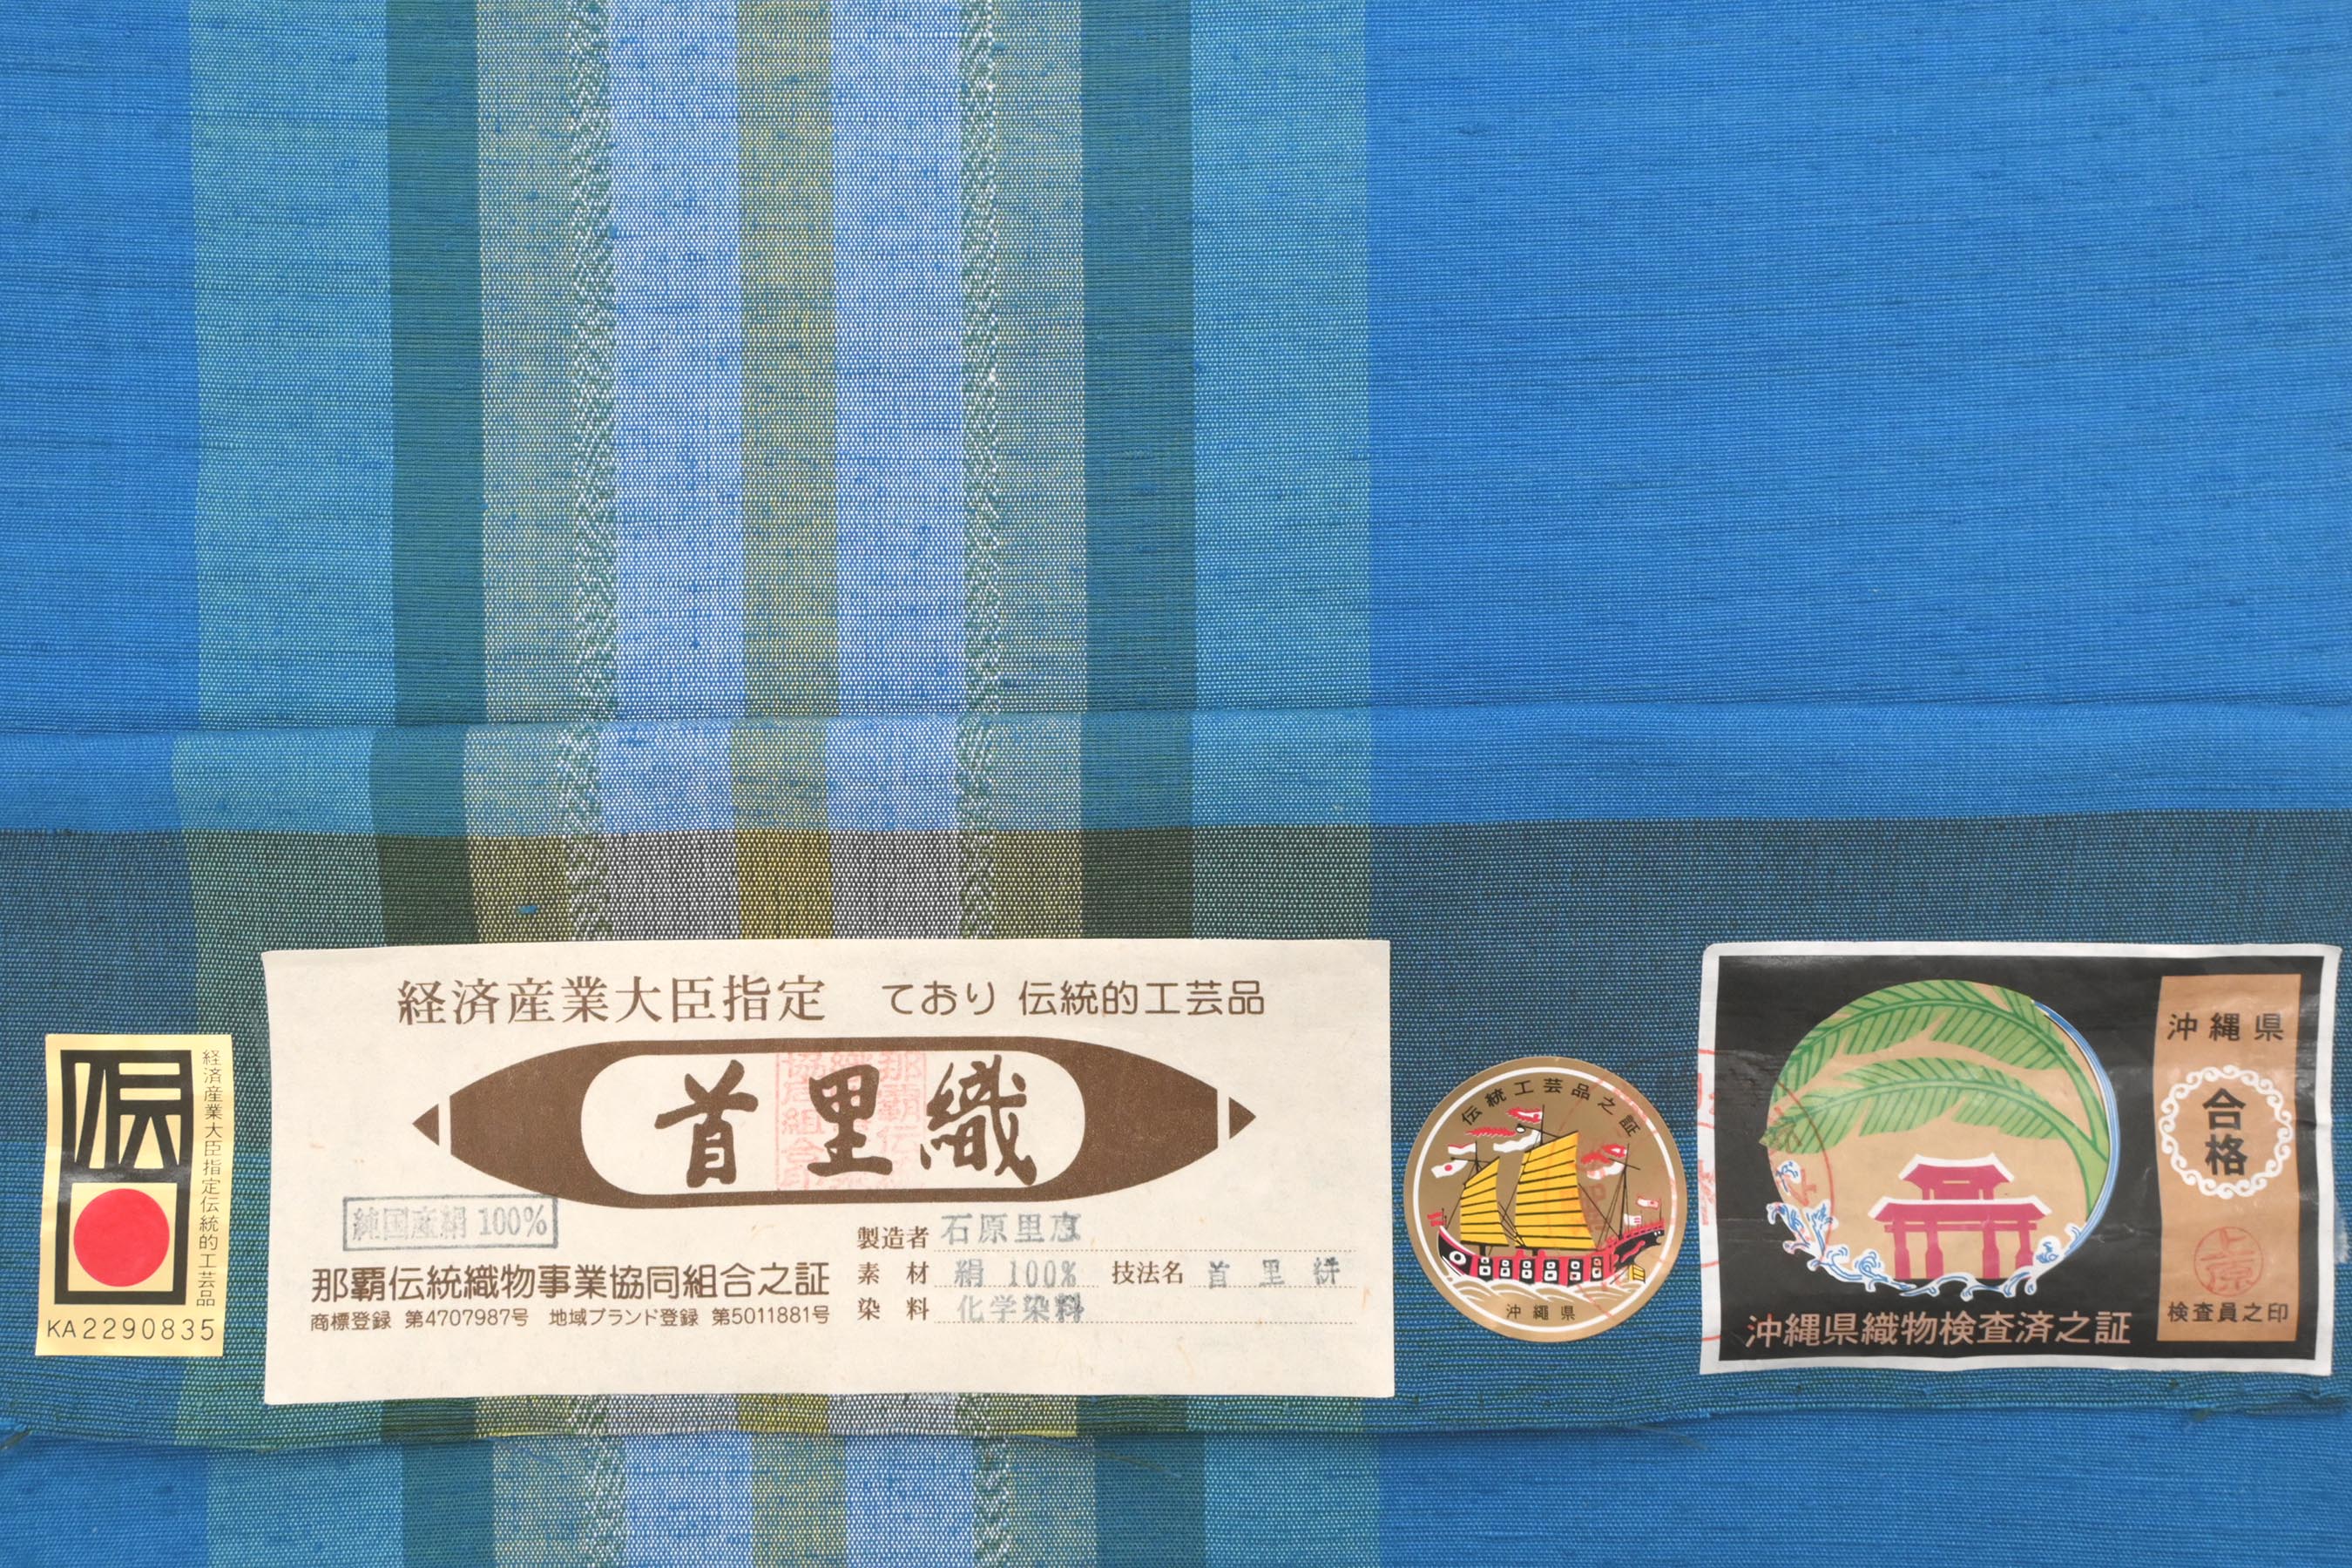 経済産業大臣指定伝統的工芸品
KA2290835
経済産業大臣指定 ており 伝統的工芸品
首里織
純国産絹 100%
那覇伝統織物事業協同組合之証
商標登録 第4707987号 地域ブランド登録 第5011881号
製造者 石原里恵
素材 絹 100% 技法名 首里絣
染料 化学染料
伝統工芸品之証
沖縄県
沖縄県
合格
上原
検査員之印
沖縄県織物検査済之証